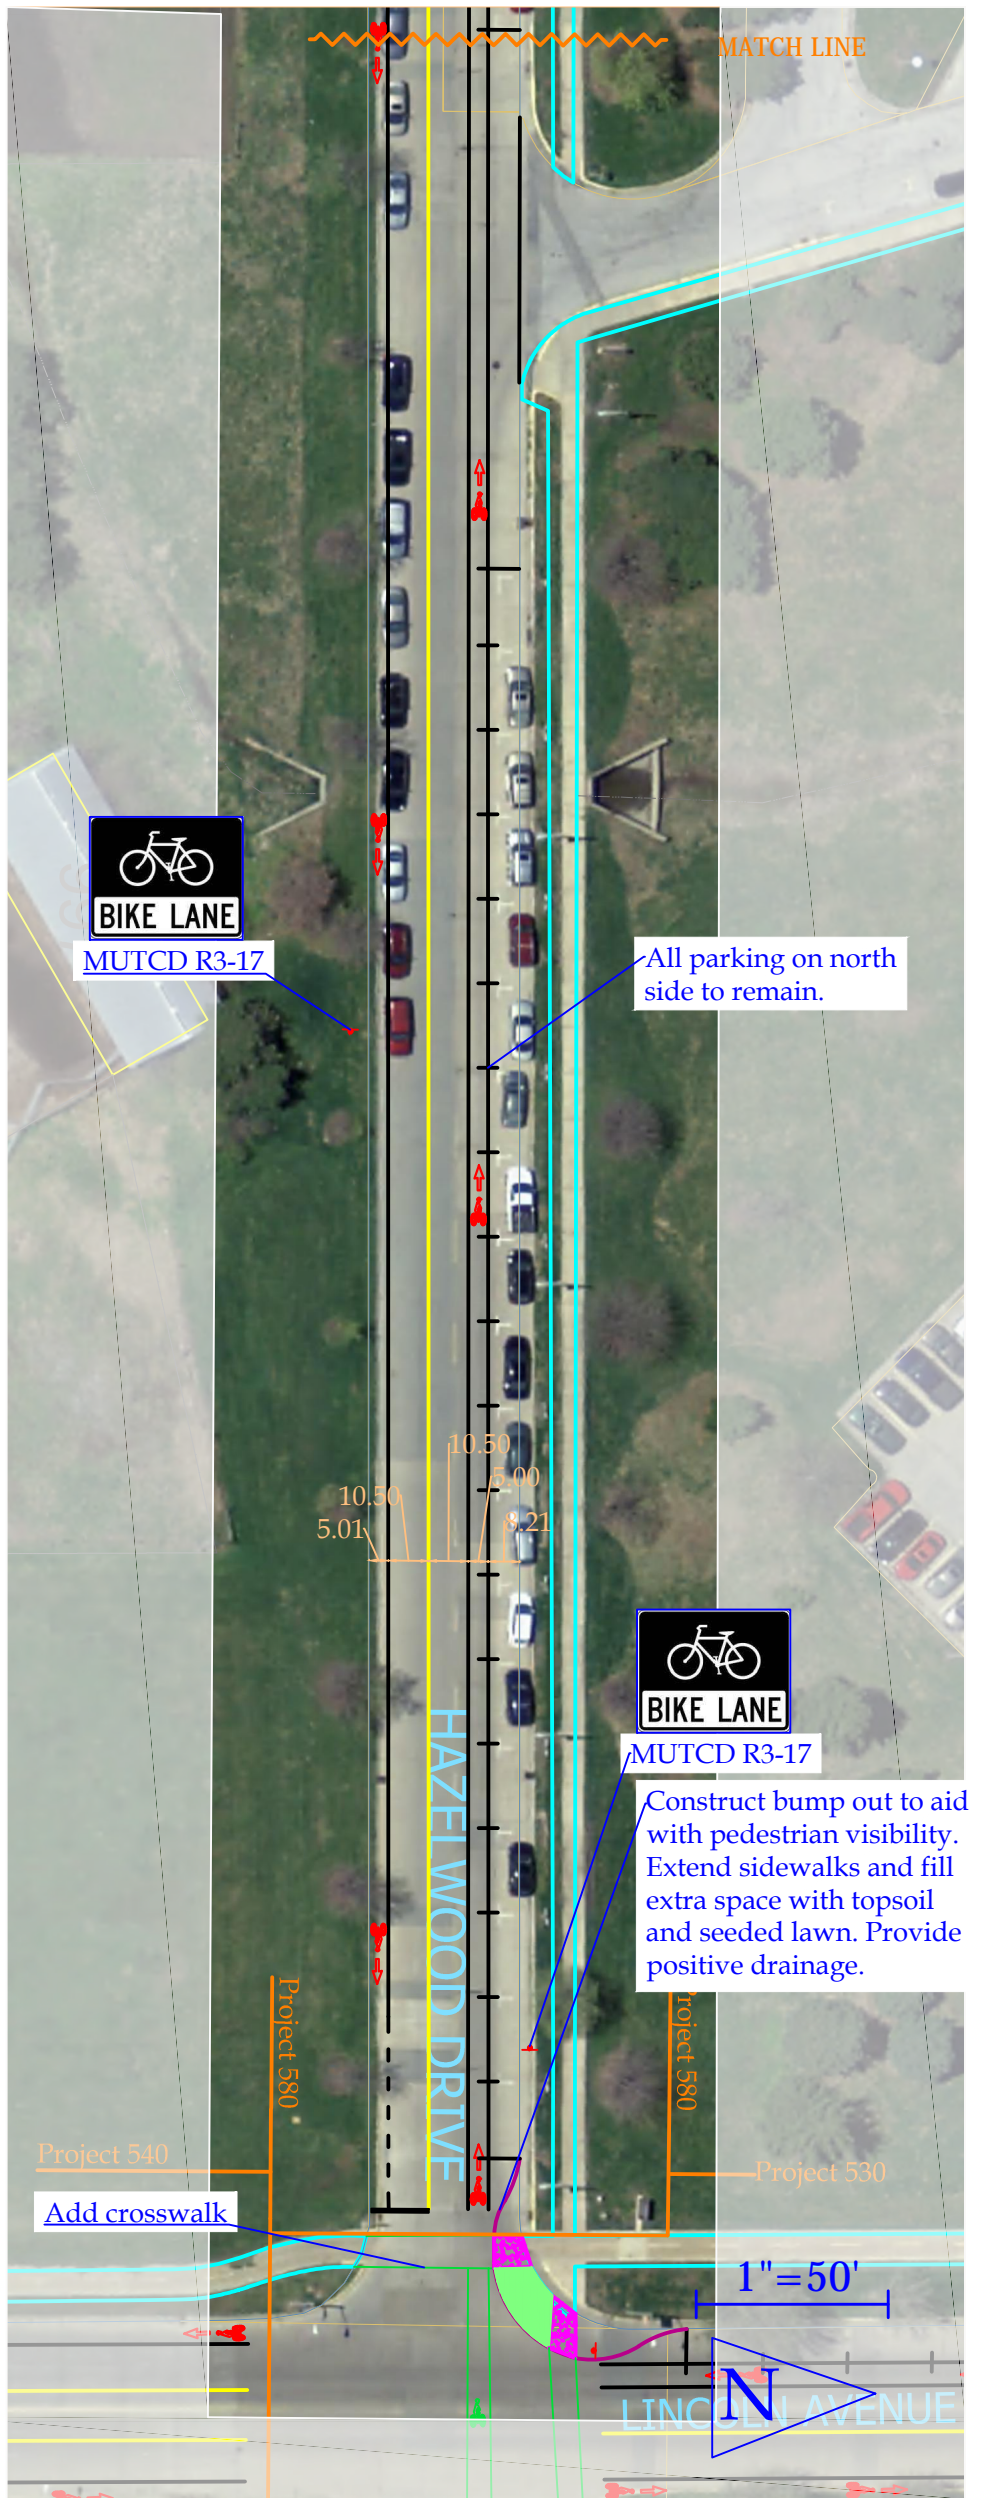 MATCH LINE
BIKE LANE
MUTCD R3-17
All parking on north
side to remain.
10.50
5.00
10.50
8.21
5.01
BIKE LANE
MUTCD R3-17
HAZELWOOD DRIVE
Construct bump out to aid
with pedestrian visibility.
Extend sidewalks and fill
extra space with topsoil
and seeded lawn. Provide
positive drainage.
Project 580
Project 580
Project 540
Project 530
Add crosswalk
1"=50'
N
LINCOLN AVENUE